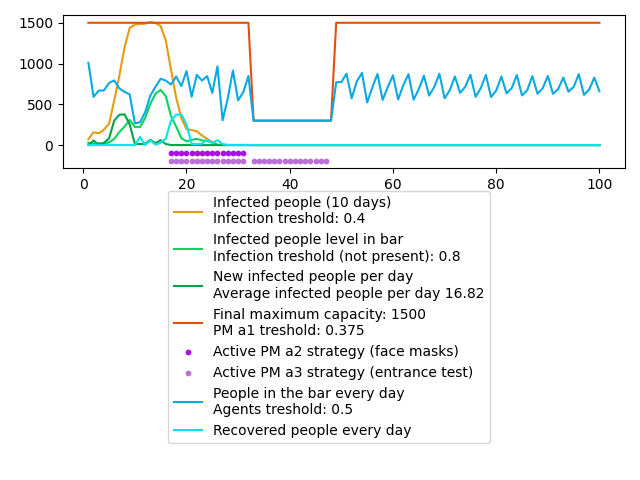 1500
1000
500
0
0
20
40
60
80
100
Infected people (10 days)
Infection treshold: 0.4
Infected people level in bar
Infection treshold (not present): 0.8
New infected people per day
Average infected people per day 16.82
Final maximum capacity: 1500
PM a1 treshold: 0.375
Active PM a2 strategy (face masks)
Active PM a3 strategy (entrance test)
People in the bar every day
Agents treshold: 0.5
Recovered people every day